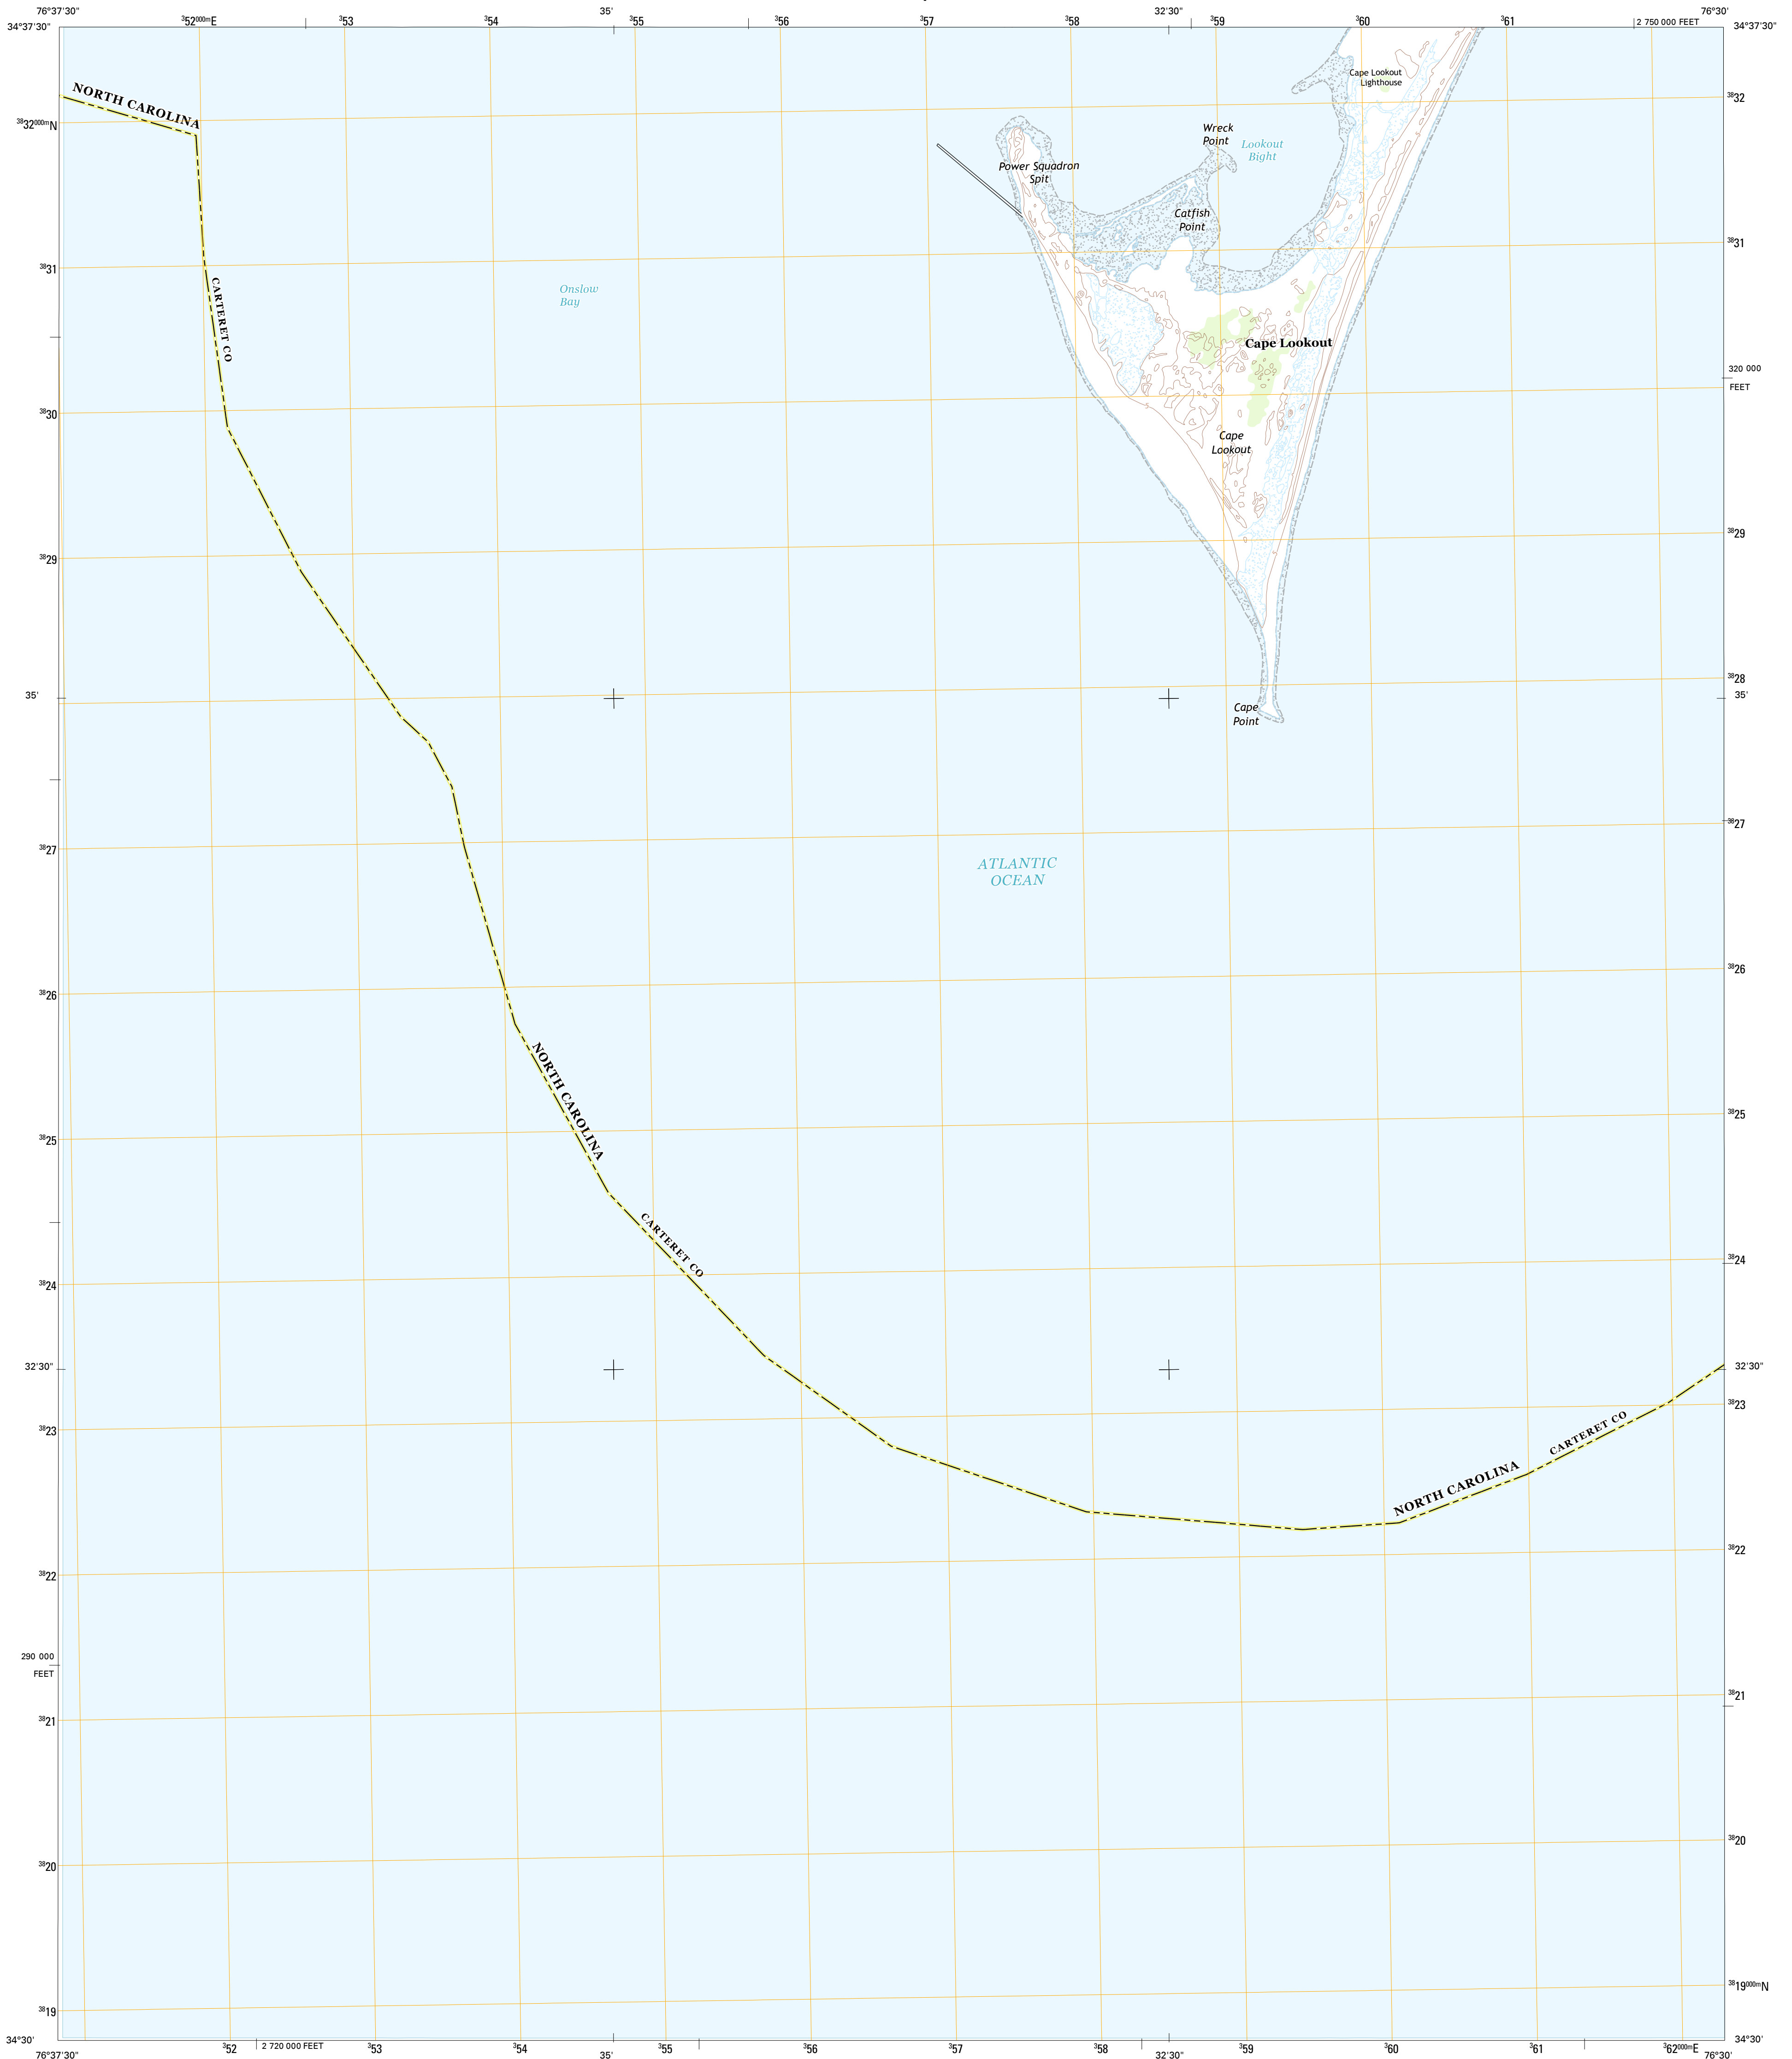 76°37'30"
35'
32'30"
76°30'
34°37'30"
³52⁰⁰⁰ᵐE
³53
³54
³55
³56
³57
³58
³59
³60
³61
2 750 000 FEET
34°37'30"
Cape Lookout
Lighthouse
NORTH CAROLINA
³⁸32⁰⁰⁰ᵐN
³⁸32
Wreck
Point
Lookout
Bight
Power Squadron
Spit
Catfish
Point
³⁸31
³⁸31
CARTERET CO
Onslow
Bay
Cape Lookout
320 000
FEET
³⁸30
5
Cape
Lookout
³⁸29
³⁸29
³⁸28
35'
35'
Cape
Point
³⁸27
³⁸27
ATLANTIC
OCEAN
³⁸26
³⁸26
NORTH CAROLINA
³⁸25
³⁸25
CARTERET CO
³⁸24
³⁸24
32'30"
32'30"
³⁸23
³⁸23
CARTERET CO
NORTH CAROLINA
³⁸22
³⁸22
290 000
FEET
³⁸21
³⁸21
³⁸20
³⁸20
³⁸19⁰⁰⁰ᵐN
³⁸19
34°30'
34°30'
³52
2 720 000 FEET
³53
³54
³55
³56
³57
³58
³59
³60
³61
³62⁰⁰⁰ᵐE
76°37'30"
35'
32'30"
76°30'